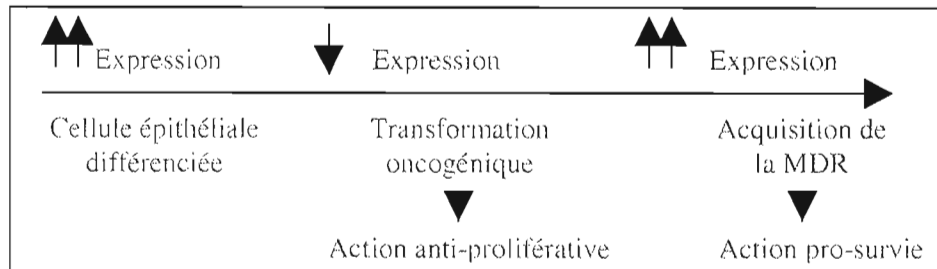 Expression Expression Expression
Cellule épithéliale Transformation Acquisition de
différenciée oncogénique la MDR
Action anti-proliférative Action pro-survie